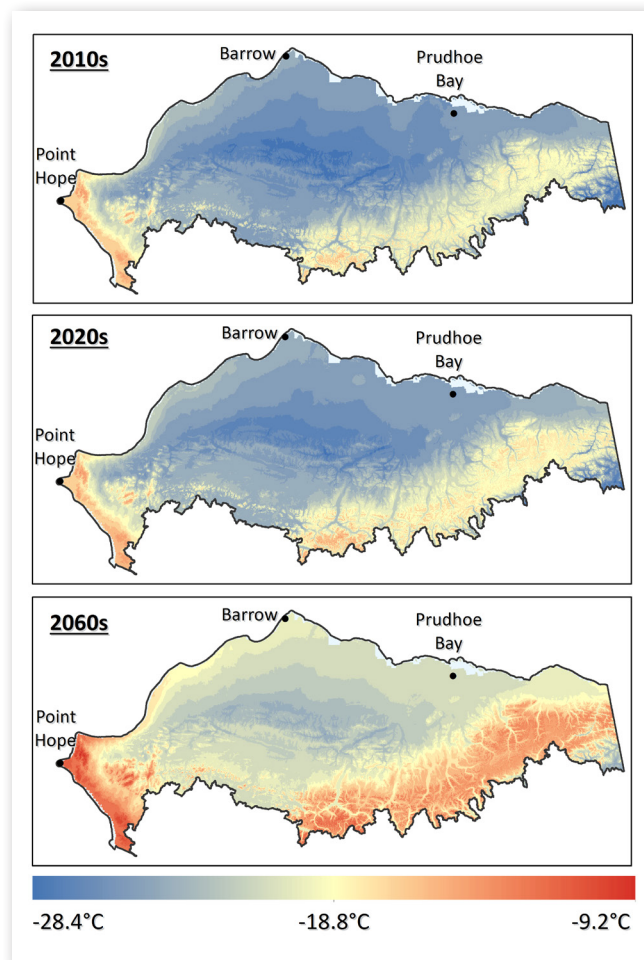 2010s
Barrow
Prudhoe
Bay
Point
Hope
2020s
Barrow
Prudhoe
Bay
Point
Hope
2060s
Barrow
Prudhoe
Bay
Point
Hope
-28.4°C
-18.8°C
-9.2°C